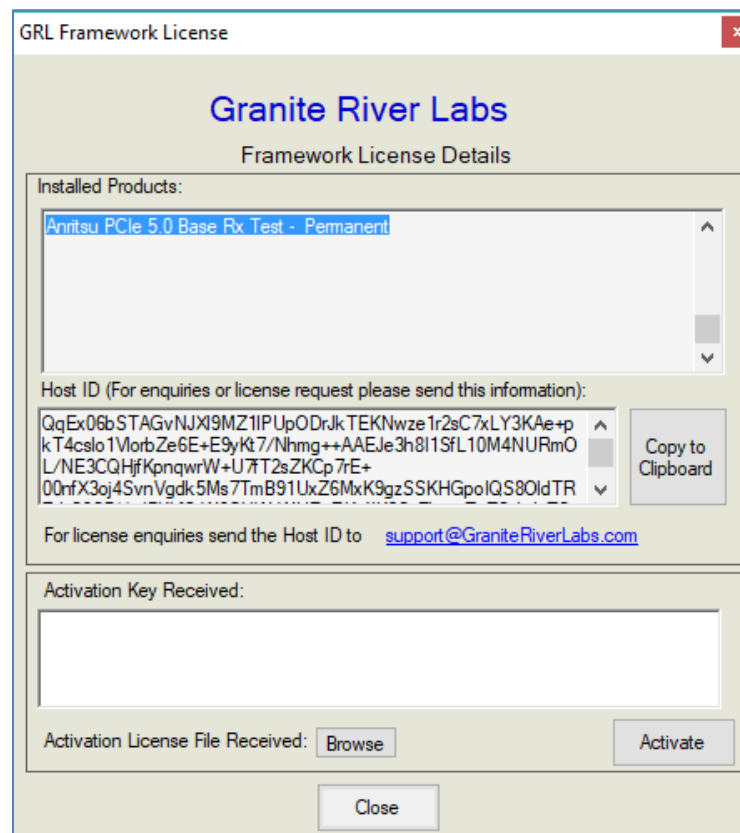 GRL Framework License
x
Granite River Labs
Framework License Details
Installed Products:
Anritsu PCIe 5.0 Base Rx Test - Permanent
Host ID (For enquiries or license request please send this information):
QqEx06bSTAGvNJXI9MZ1IPUpODrJkTEKNwze1r2sC7xLY3KAe+p
kT4cslo1VlorbZe6E+E9yKt7/Nhmg++AAEJe3h8I1SfL10M4NURmO
L/NE3CQHjfKpnqwrW+U7fT2sZKCp7rE+
00nfX3oj4SvnVgdk5Ms7TmB91UxZ6MxK9gzSSKHGpoIQS8OldTR
Copy to
Clipboard
For license enquiries send the Host ID to support@GraniteRiverLabs.com
Activation Key Received:
Activation License File Received: Browse
Activate
Close